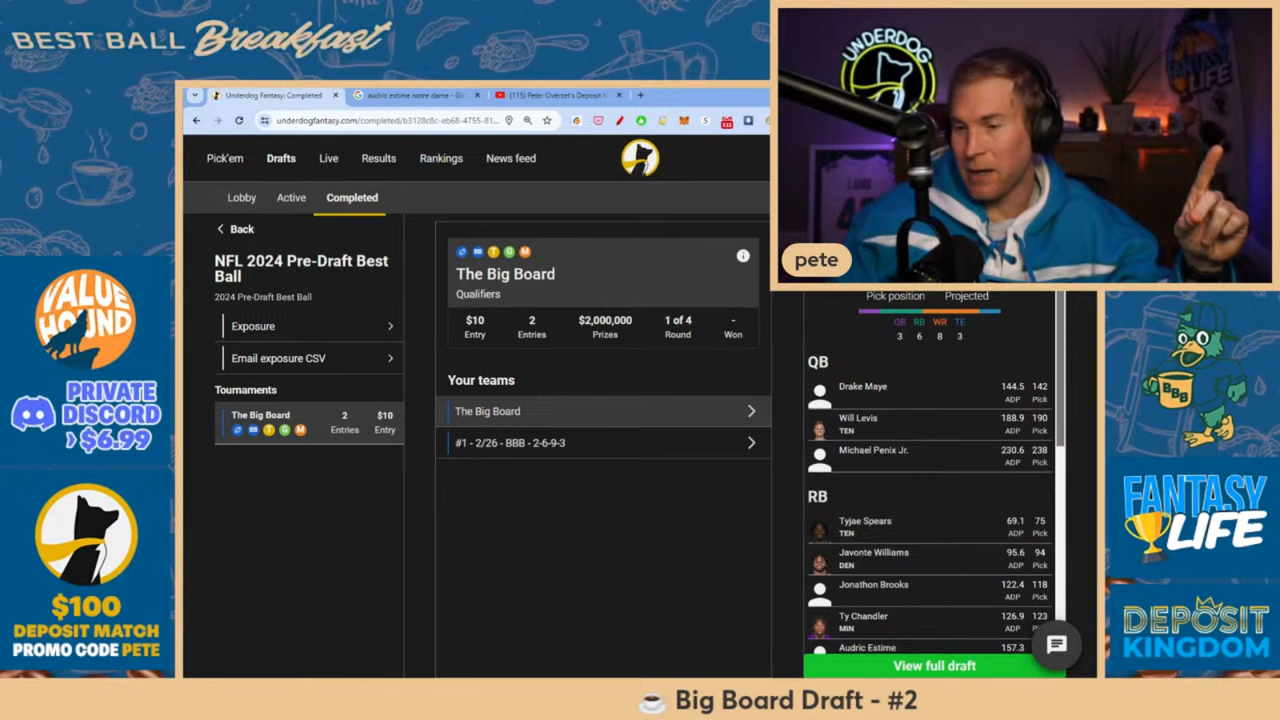 BEST BALL Breakfast
UNDERDOG
pete
Underdog Fantasy: Completed
audric estime notre dame - Go
(115) Peter Overzet's Deposit
underdogfantasy.com/completed/b3128c8c-eb68-4755-81...
Pick'em
Drafts
Live
Results
Rankings
News feed
Lobby
Active
Completed
Back
NFL 2024 Pre-Draft Best
Ball
2024 Pre-Draft Best Ball
Exposure
Email exposure CSV
Tournaments
The Big Board
2
$10
Entries
Entry
T G M
The Big Board
Qualifiers
$10
2
$2,000,000
1 of 4
-
Entry
Entries
Prizes
Round
Won
Your teams
The Big Board
#1 - 2/26 - BBB - 2-6-9-3
Pick position
Projected
QB RB WR TE
3 6 8 3
QB
Drake Maye 144.5 142
ADP Pick
Will Levis 188.9 190
TEN ADP Pick
Michael Penix Jr. 230.6 238
ADP Pick
RB
Tyjae Spears 69.1 75
TEN ADP Pick
Javonte Williams 95.6 94
DEN ADP Pick
Jonathon Brooks 122.4 118
ADP Pick
Ty Chandler 126.9 123
MIN ADP Pick
Audric Estime 157.3
View full draft
VALUE
HOUND
PRIVATE
DISCORD
> $6.99
$100
DEPOSIT MATCH
PROMO CODE PETE
BBB
FANTASY
LIFE
DEPOSIT
KINGDOM
Big Board Draft - #2